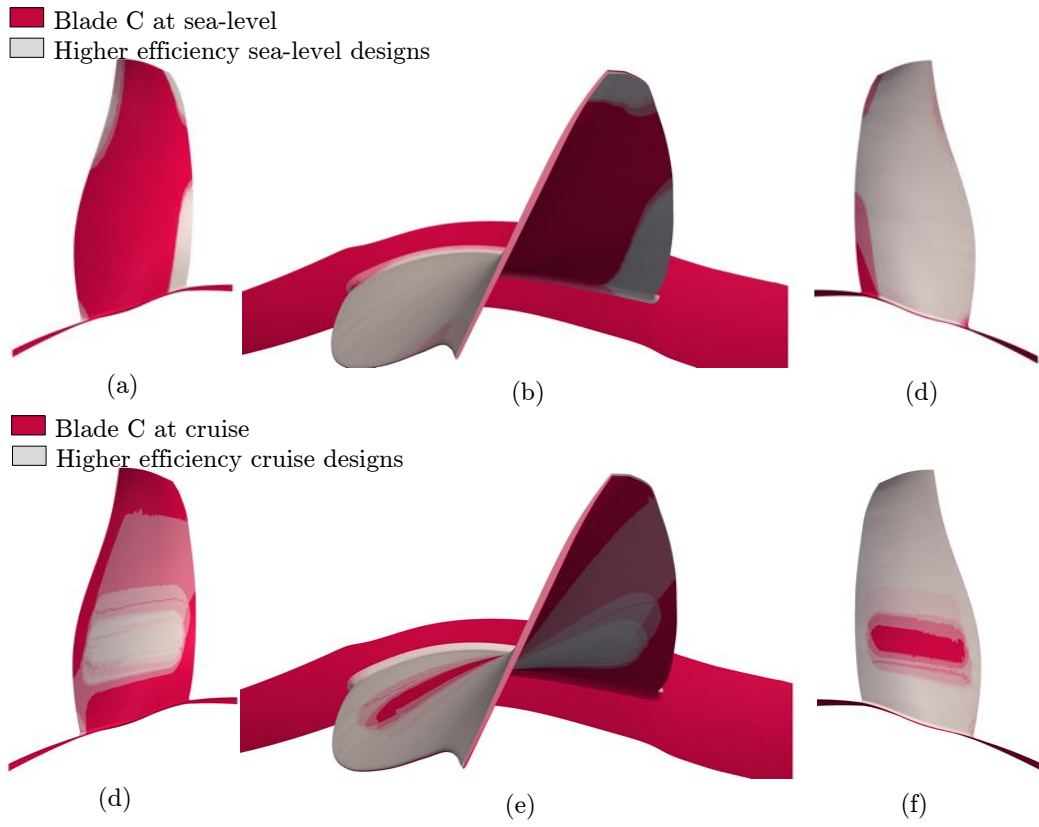 Blade C at sea-level
Higher efficiency sea-level designs
(a)
(b)
(d)
Blade C at cruise
Higher efficiency cruise designs
(d)
(e)
(f)